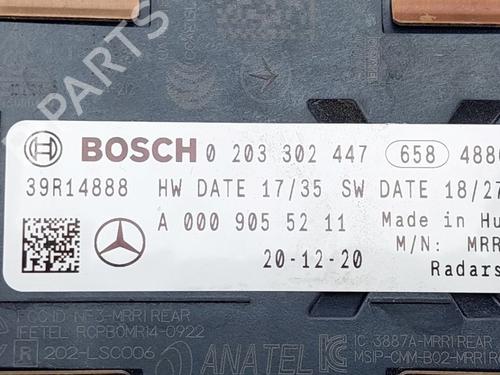 PARTS
BOSCH 0 203 302 447 658 4880
39R14888 HW DATE 17/35 SW DATE 18/27
A 000 905 52 11 Made in Hu
M/N: MRR
20-12-20 Radars
FCC ID: NF3-MRR1REAR
IFETEL: RCPBOMR14-0922
R 202-LSC006
ANATEL
IC: 3887A-MRR1REAR
MSIP-CMM-B02-MRR1R